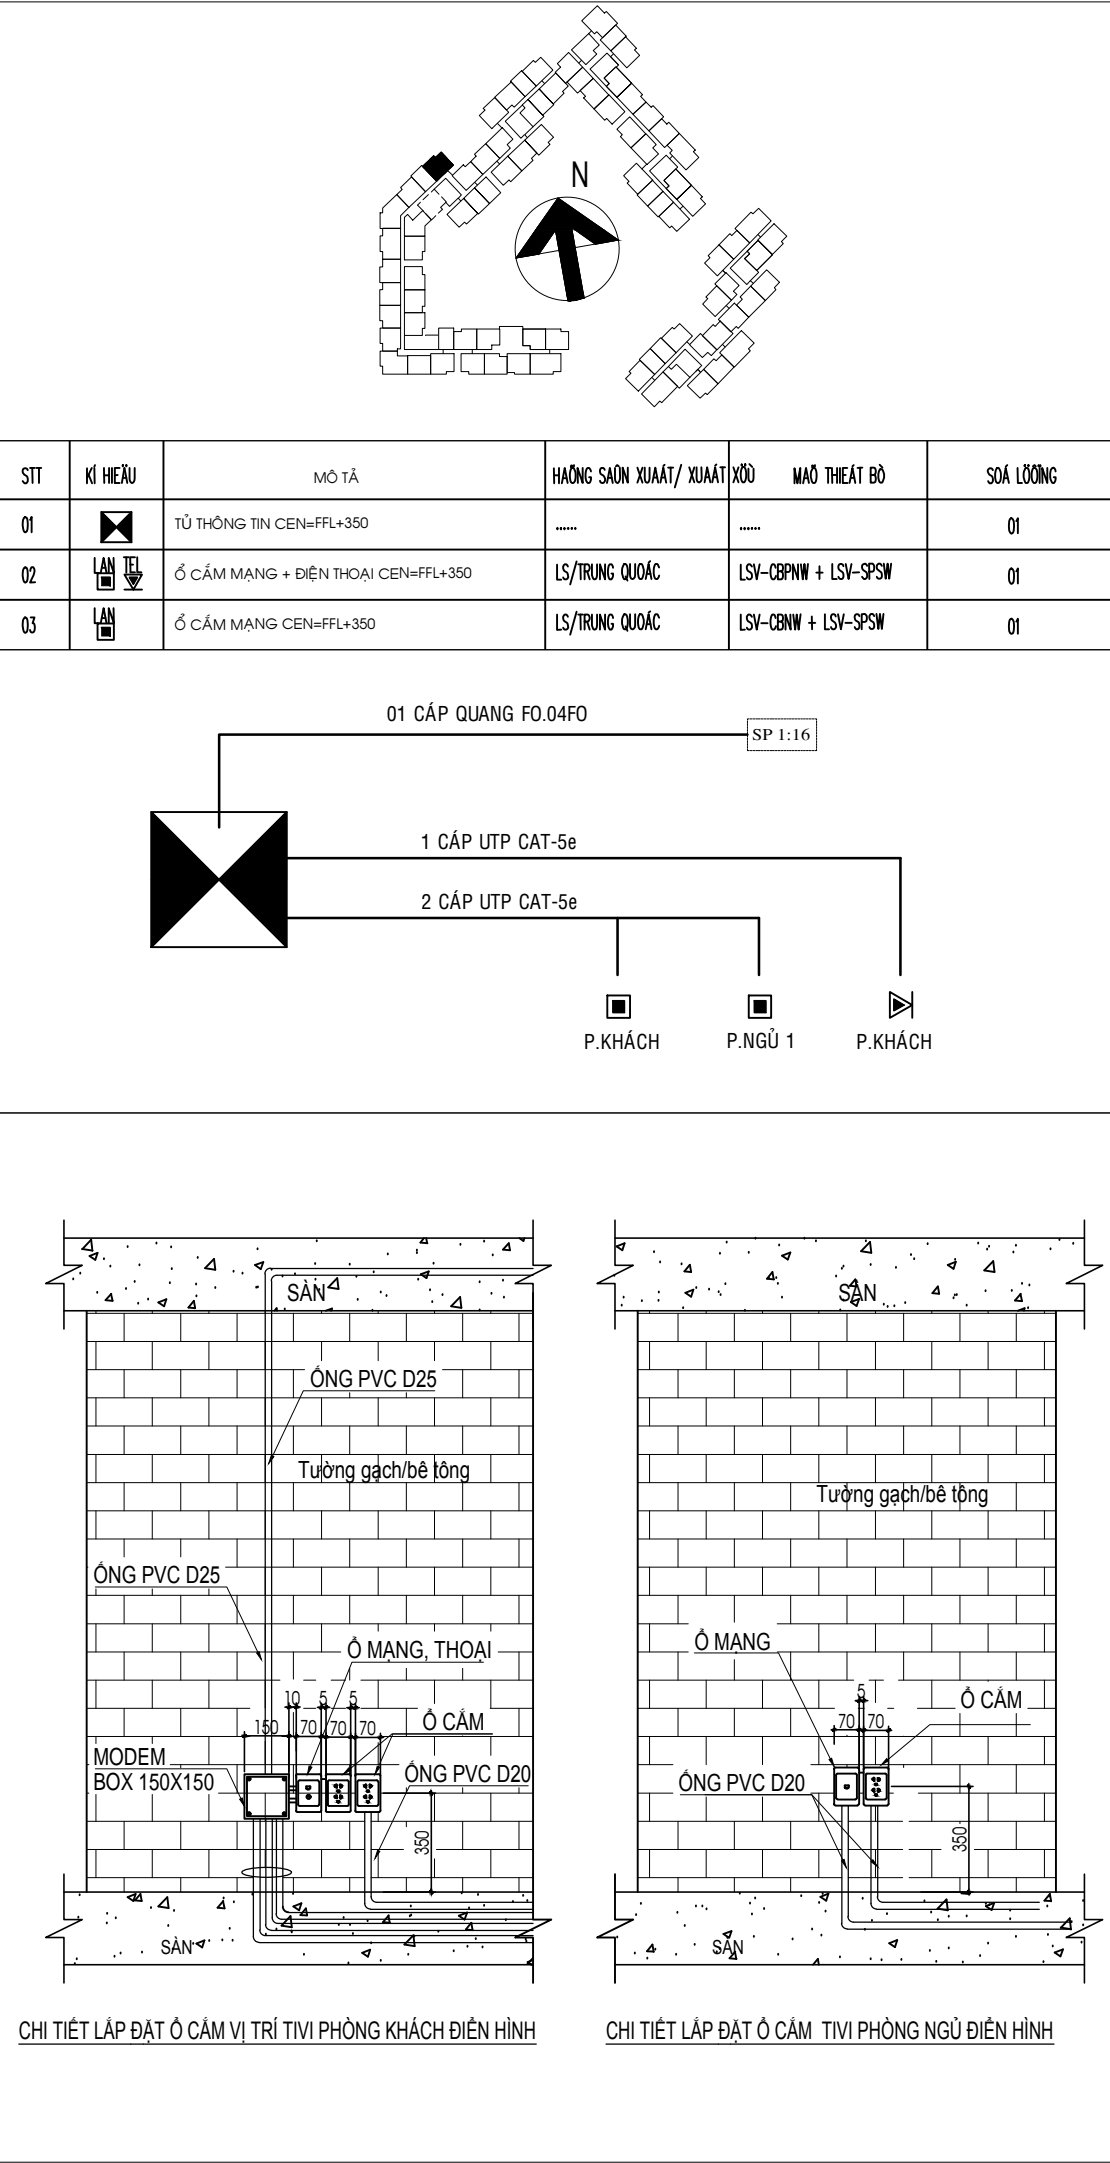 N
STT KÍ HIEÄU MÔ TẢ HAÕNG SAÛN XUAÁT/ XUAÁT XÖÙ MAÕ THIEÁT BÒ SOÁ LÖÔÏNG
01 TỦ THÔNG TIN CEN=FFL+350 ...... ...... 01
02 LAN TEL Ổ CẮM MẠNG + ĐIỆN THOẠI CEN=FFL+350 LS/TRUNG QUOÁC LSV-CBPNW + LSV-SPSW 01
03 LAN Ổ CẮM MẠNG CEN=FFL+350 LS/TRUNG QUOÁC LSV-CBNW + LSV-SPSW 01
01 CÁP QUANG FO.04FO
SP 1:16
1 CÁP UTP CAT-5e
2 CÁP UTP CAT-5e
P.KHÁCH P.NGỦ 1 P.KHÁCH
SÀN
ỐNG PVC D25
Tường gạch/bê tông
ỐNG PVC D25
Ổ MẠNG, THOẠI
10 5 5
150 70 70 70
Ổ CẮM
MODEM
BOX 150X150
ỐNG PVC D20
350
SÀN
CHI TIẾT LẮP ĐẶT Ổ CẮM VỊ TRÍ TIVI PHÒNG KHÁCH ĐIỂN HÌNH
SÀN
Tường gạch/bê tông
Ổ MẠNG
5
70 70
Ổ CẮM
ỐNG PVC D20
350
SÀN
CHI TIẾT LẮP ĐẶT Ổ CẮM TIVI PHÒNG NGỦ ĐIỂN HÌNH